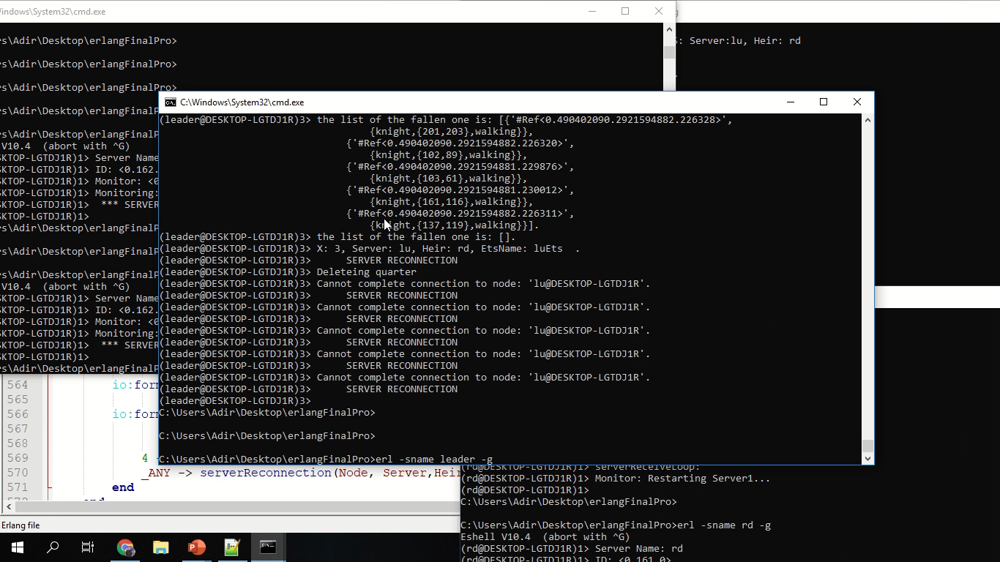 Windows\System32\cmd.exe
rs\Adir\Desktop\erlangFinalPro>
rs\Adir\Desktop\erlangFinalPro>
rs\Adir\Desktop\erlangFinalPro>
rs\Adir\Desktop
rs\Adir\Desktop
V10.4 (abort with ^G)
SKTOP-LGTDJ1R)1> Server Name
SKTOP-LGTDJ1R)1> ID: <0.162.
SKTOP-LGTDJ1R)1> Monitor: <0
SKTOP-LGTDJ1R)1> Monitoring:
SKTOP-LGTDJ1R)1> *** SERVER
SKTOP-LGTDJ1R)1>
rs\Adir\Desktop\erlangFinalP
rs\Adir\Desktop\erlangFinalP
rs\Adir\Desktop\erlangFinalP
V10.4 (abort with ^G)
SKTOP-LGTDJ1R)1> Server Name
SKTOP-LGTDJ1R)1> ID: <0.162.
SKTOP-LGTDJ1R)1> Monitor: <0
SKTOP-LGTDJ1R)1> Monitoring:
SKTOP-LGTDJ1R)1> *** SERVER
SKTOP-LGTDJ1R)1>
rs\Adir\Desktop\erlangFinalP
S: Server:lu, Heir: rd
C:\Windows\System32\cmd.exe
(leader@DESKTOP-LGTDJ1R)3> the list of the fallen one is: [{'#Ref<0.490402090.2921594882.226328>',
{knight,{201,203},walking}},
{'#Ref<0.490402090.2921594882.226320>',
{knight,{102,89},walking}},
{'#Ref<0.490402090.2921594881.229876>',
{knight,{103,61},walking}},
{'#Ref<0.490402090.2921594881.230012>',
{knight,{161,116},walking}},
{'#Ref<0.490402090.2921594882.226311>',
{knight,{137,119},walking}}].
(leader@DESKTOP-LGTDJ1R)3> the list of the fallen one is: [].
(leader@DESKTOP-LGTDJ1R)3> X: 3, Server: lu, Heir: rd, EtsName: luEts .
(leader@DESKTOP-LGTDJ1R)3> SERVER RECONNECTION
(leader@DESKTOP-LGTDJ1R)3> Deleteing quarter
(leader@DESKTOP-LGTDJ1R)3> Cannot complete connection to node: 'lu@DESKTOP-LGTDJ1R'.
(leader@DESKTOP-LGTDJ1R)3> SERVER RECONNECTION
(leader@DESKTOP-LGTDJ1R)3> Cannot complete connection to node: 'lu@DESKTOP-LGTDJ1R'.
(leader@DESKTOP-LGTDJ1R)3> SERVER RECONNECTION
(leader@DESKTOP-LGTDJ1R)3> Cannot complete connection to node: 'lu@DESKTOP-LGTDJ1R'.
(leader@DESKTOP-LGTDJ1R)3> SERVER RECONNECTION
(leader@DESKTOP-LGTDJ1R)3> Cannot complete connection to node: 'lu@DESKTOP-LGTDJ1R'.
(leader@DESKTOP-LGTDJ1R)3> SERVER RECONNECTION
(leader@DESKTOP-LGTDJ1R)3> Cannot complete connection to node: 'lu@DESKTOP-LGTDJ1R'.
(leader@DESKTOP-LGTDJ1R)3> SERVER RECONNECTION
(leader@DESKTOP-LGTDJ1R)3>
C:\Users\Adir\Desktop\erlangFinalPro>
C:\Users\Adir\Desktop\erlangFinalPro>
C:\Users\Adir\Desktop\erlangFinalPro>erl -sname leader -g
564 io:for
565
566 io:for
567
568
569 4
570 _ANY -> serverReconnection(Node, Server,Hei
571 end
Erlang file
(rd@DESKTOP-LGTDJ1R)1> serverReceiveLoop:
(rd@DESKTOP-LGTDJ1R)1> Monitor: Restarting Server1...
(rd@DESKTOP-LGTDJ1R)1>
C:\Users\Adir\Desktop\erlangFinalPro>
C:\Users\Adir\Desktop\erlangFinalPro>erl -sname rd -g
Eshell V10.4 (abort with ^G)
(rd@DESKTOP-LGTDJ1R)1> Server Name: rd
(rd@DESKTOP-LGTDJ1R)1> ID: <0.161.0>